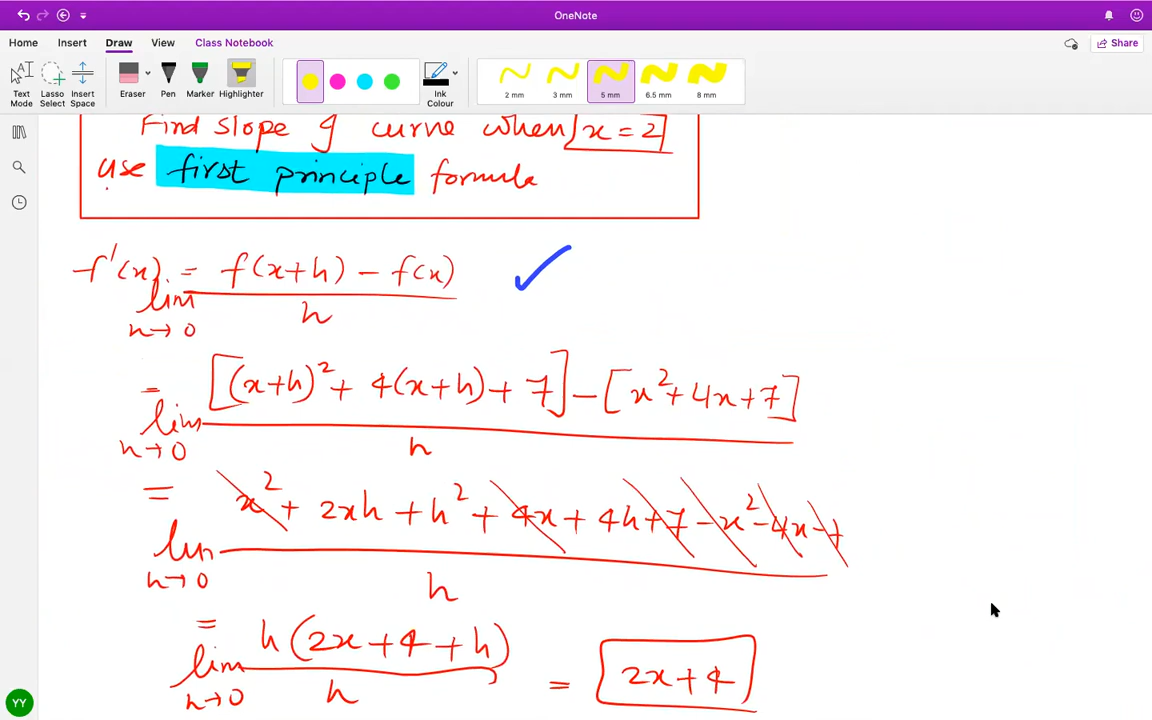 OneNote
Home Insert Draw View Class Notebook Share
Text Mode Lasso Select Insert Space Eraser Pen Marker Highlighter Ink Colour 2 mm 3 mm 5 mm 6.5 mm 8 mm
Find slope of curve when x = 2
use first principle formula
f'(x) = f(x+h) - f(x)
lim
h→0 h
= [(x+h)² + 4(x+h) + 7] - [x² + 4x + 7]
lim
h→0 h
= x² + 2xh + h² + 4x + 4h + 7 - x² - 4x - 7
lim
h→0 h
= h(2x + 4 + h)
lim = 2x + 4
h→0 h
YY